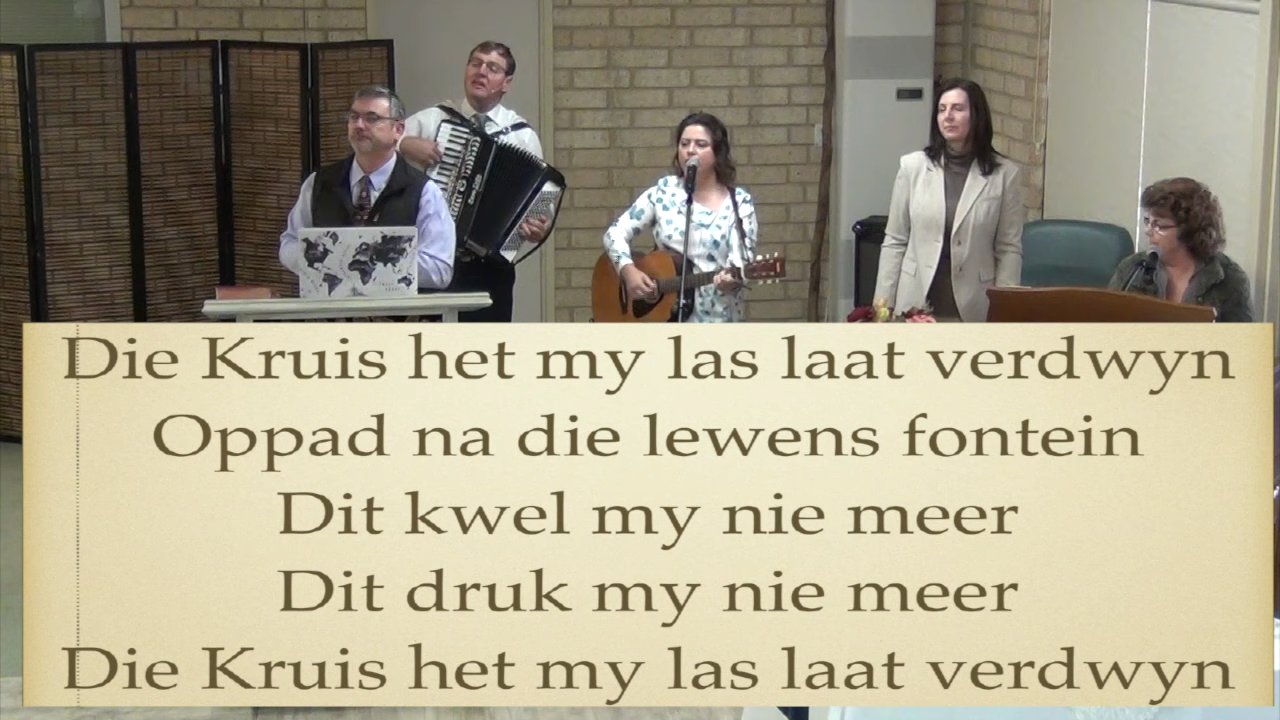 Die Kruis het my las laat verdwyn
Oppad na die lewens fontein
Dit kwel my nie meer
Dit druk my nie meer
Die Kruis het my las laat verdwyn